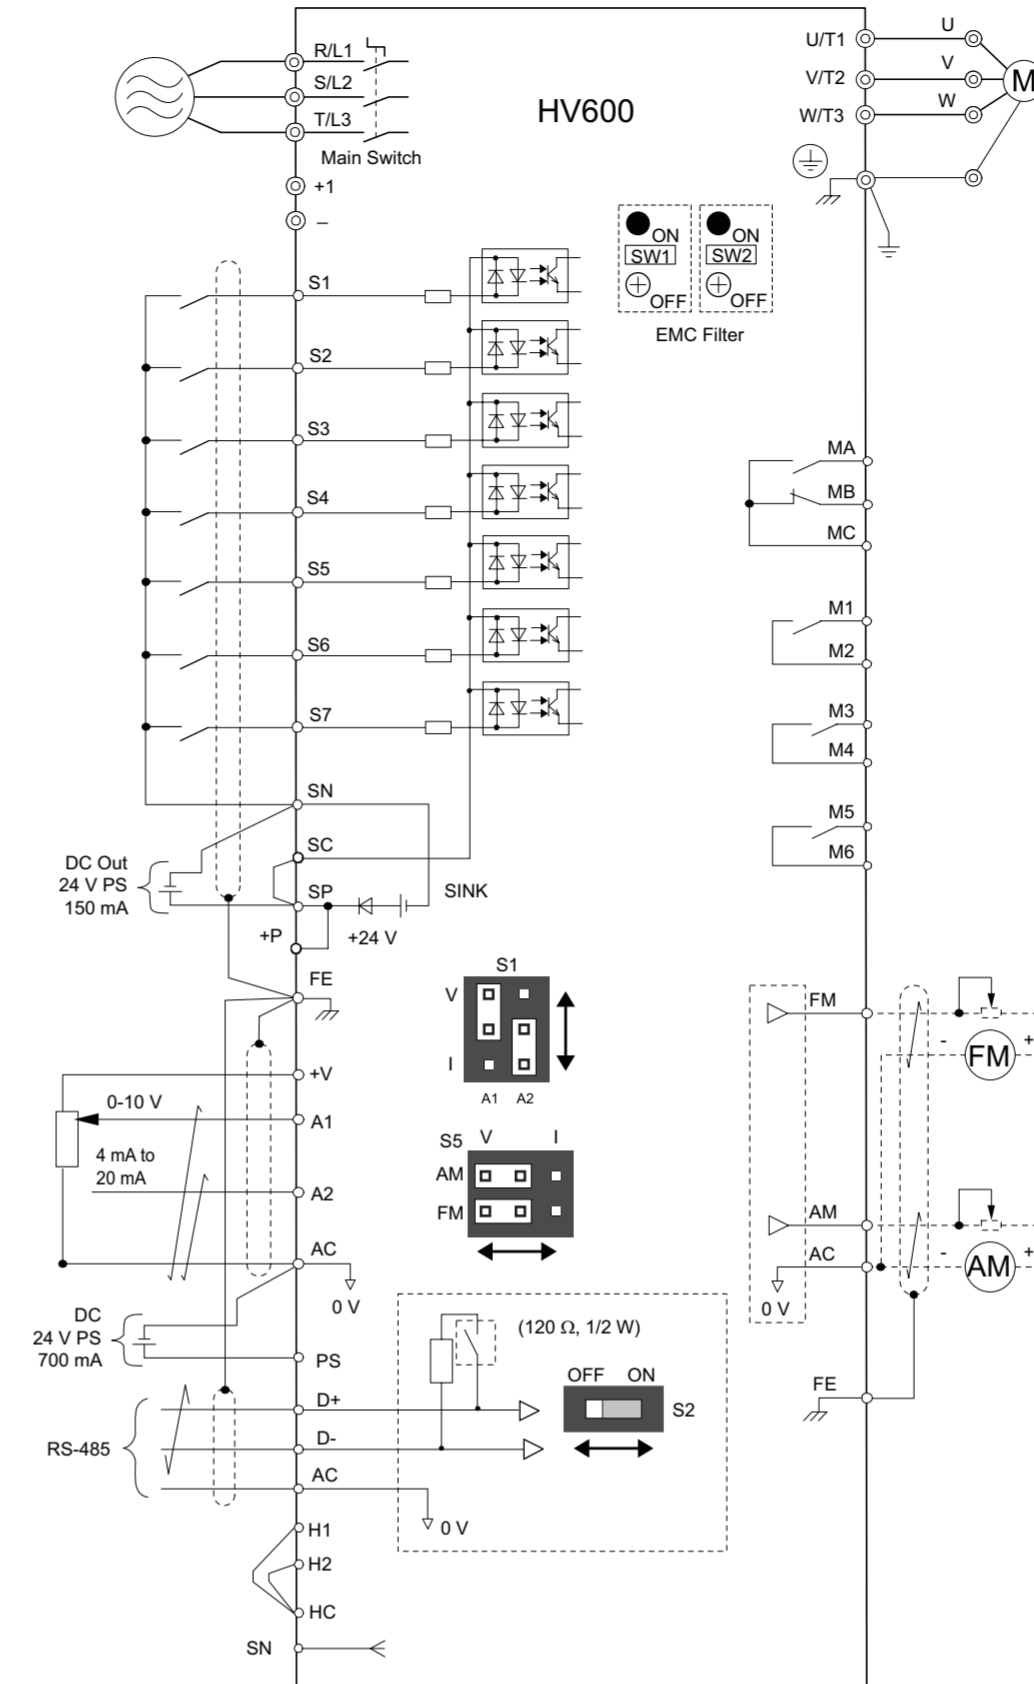 R/L1
S/L2
T/L3
Main Switch
+1
–
HV600
U/T1
U
V/T2
V
W/T3
W
M
ON
SW1
OFF
ON
SW2
OFF
EMC Filter
S1
S2
S3
S4
S5
S6
S7
MA
MB
MC
M1
M2
M3
M4
M5
M6
SN
SC
DC Out
24 V PS
150 mA
SP
SINK
+P
+24 V
FE
S1
V
I
A1 A2
+V
0-10 V
A1
4 mA to
20 mA
A2
AC
0 V
S5 V I
AM
FM
FM
- FM +
AM
AC
- AM +
0 V
FE
DC
24 V PS
700 mA
PS
(120 Ω, 1/2 W)
OFF ON
S2
D+
D-
RS-485
AC
0 V
H1
H2
HC
SN